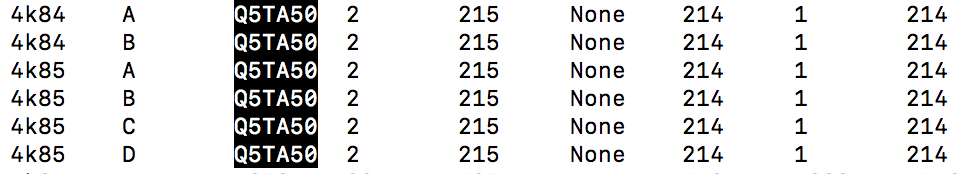 4k84 A Q5TA50 2 215 None 214 1 214
4k84 B Q5TA50 2 215 None 214 1 214
4k85 A Q5TA50 2 215 None 214 1 214
4k85 B Q5TA50 2 215 None 214 1 214
4k85 C Q5TA50 2 215 None 214 1 214
4k85 D Q5TA50 2 215 None 214 1 214